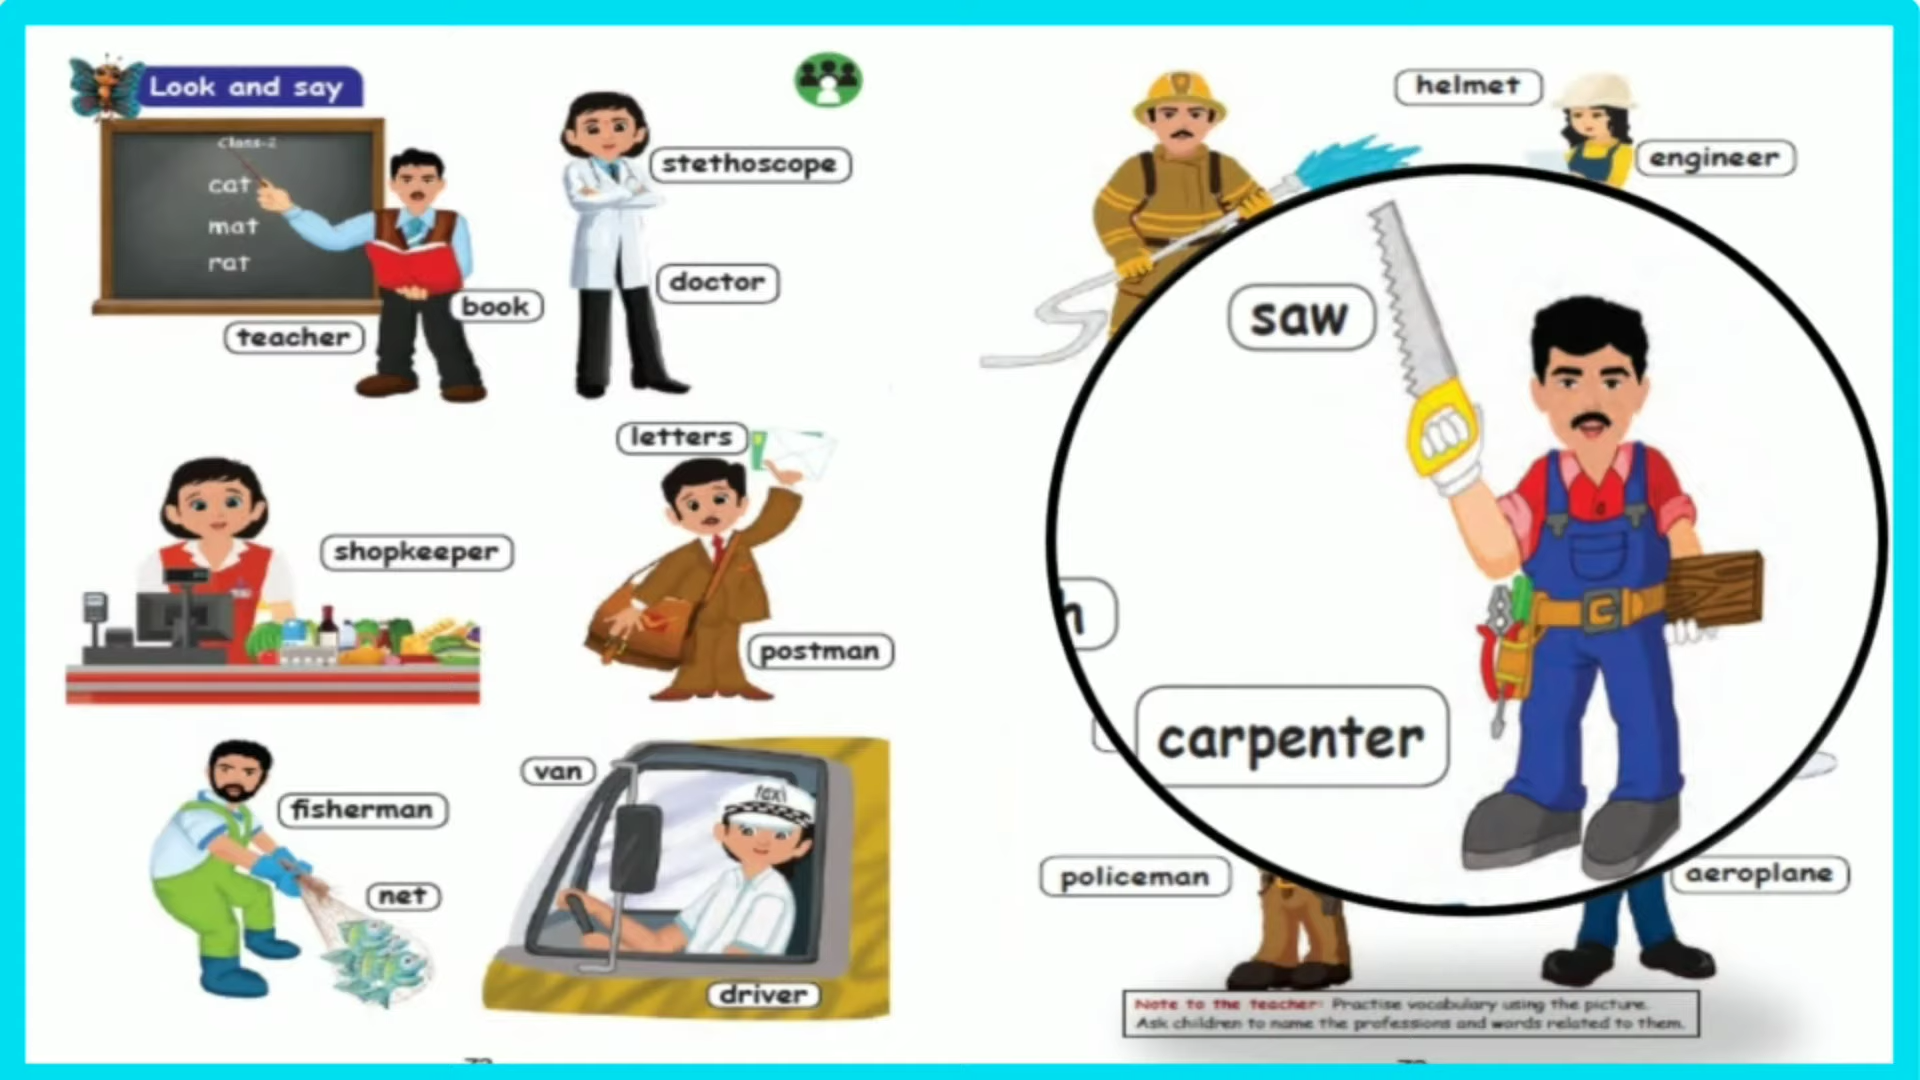 Look and say
Class-2
cat
mat
rat
teacher
book
stethoscope
doctor
shopkeeper
letters
postman
fisherman
net
van
taxi
driver
helmet
engineer
saw
h
carpenter
policeman
aeroplane
Note to the teacher: Practise vocabulary using the picture.
Ask children to name the professions and words related to them.